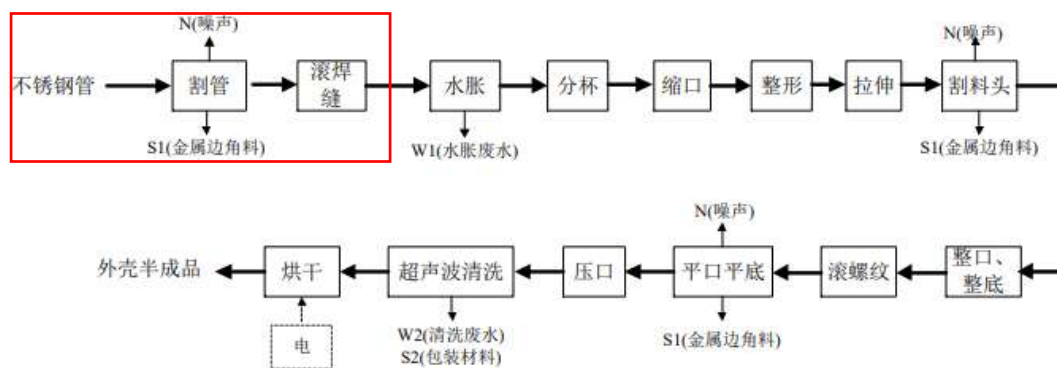 N(噪声)
N(噪声)
不锈钢管
割管
滚焊
缝
水胀
分杯
缩口
整形
拉伸
割料头
S1(金属边角料)
W1(水胀废水)
S1(金属边角料)
N(噪声)
外壳半成品
烘干
超声波清洗
压口
平口平底
滚螺纹
整口、
整底
电
W2(清洗废水)
S2(包装材料)
S1(金属边角料)